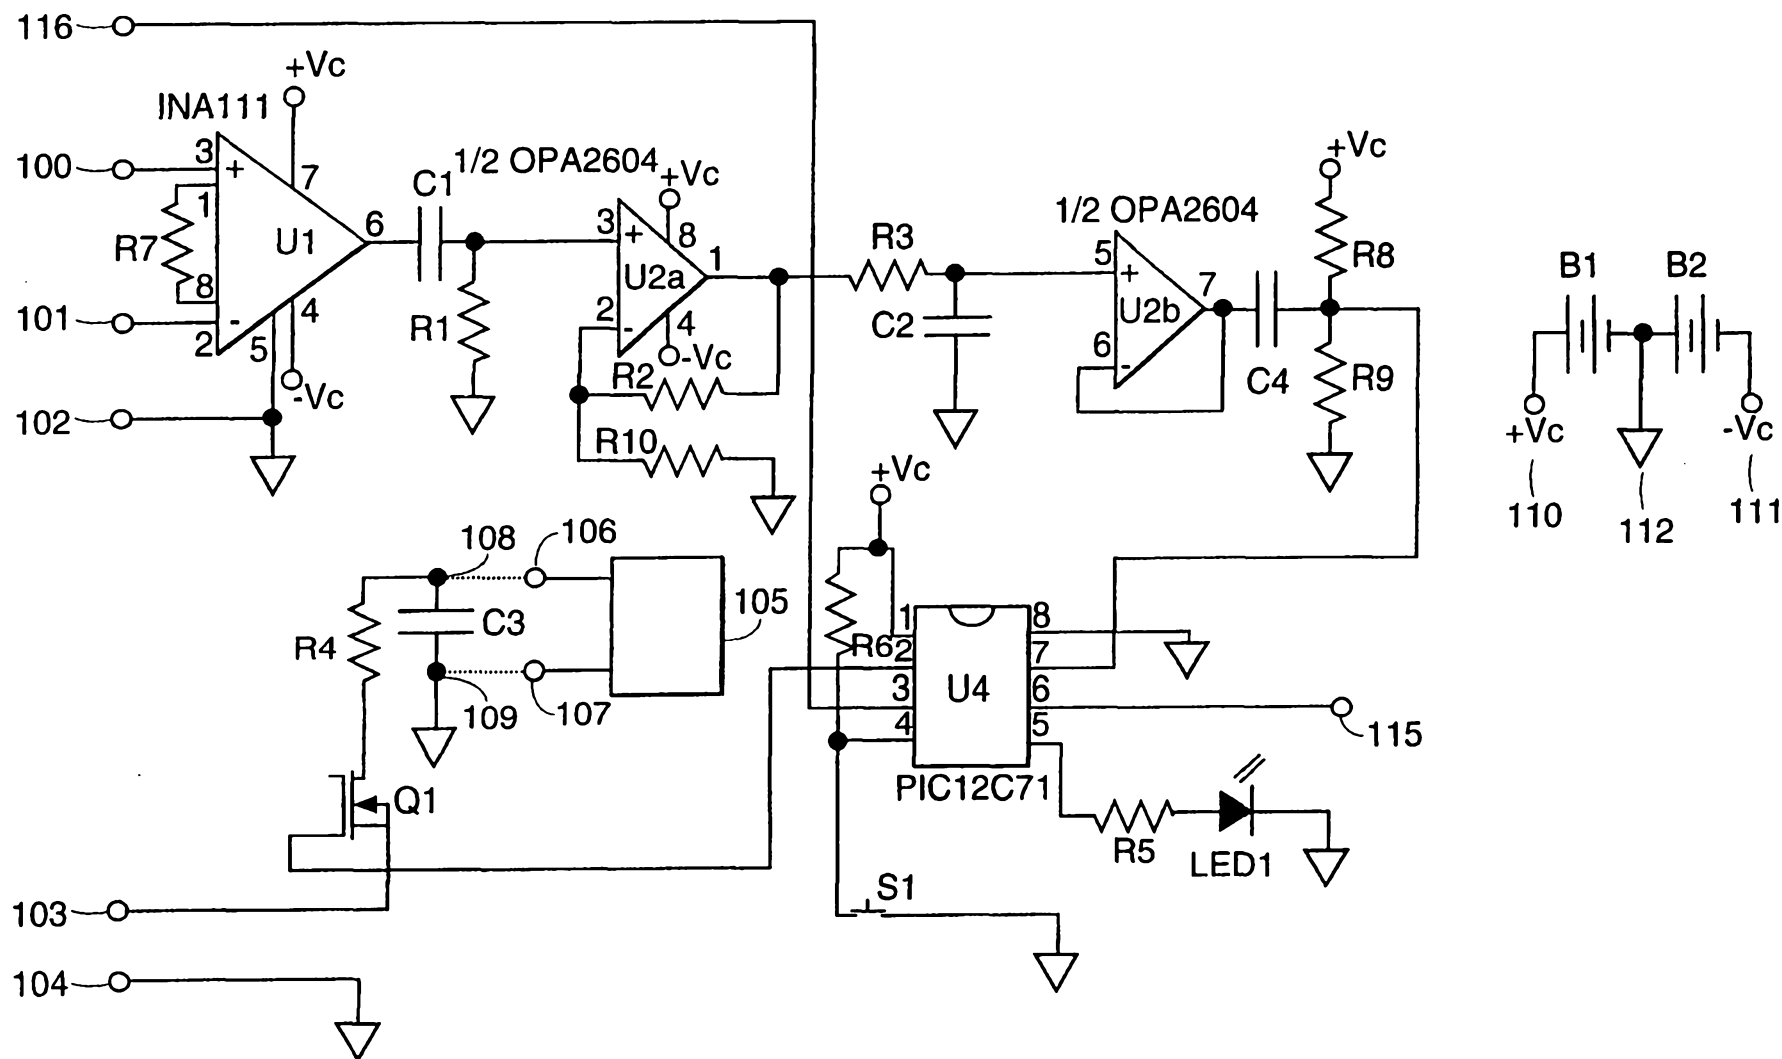 116
+Vc
INA111
100
3
+
7
1
R7
U1
6
8
101
-
4
2
5
-Vc
102
C1
1/2 OPA2604
+Vc
3
+
8
1
U2a
R1
2
-
4
-Vc
R2
R10
R3
C2
1/2 OPA2604
5
+
7
U2b
6
-
C4
+Vc
R8
R9
B1
B2
+Vc
-Vc
110
112
111
108
106
105
C3
R4
109
107
Q1
103
104
+Vc
R6
1
2
3
4
U4
8
7
6
5
PIC12C71
115
R5
LED1
S1